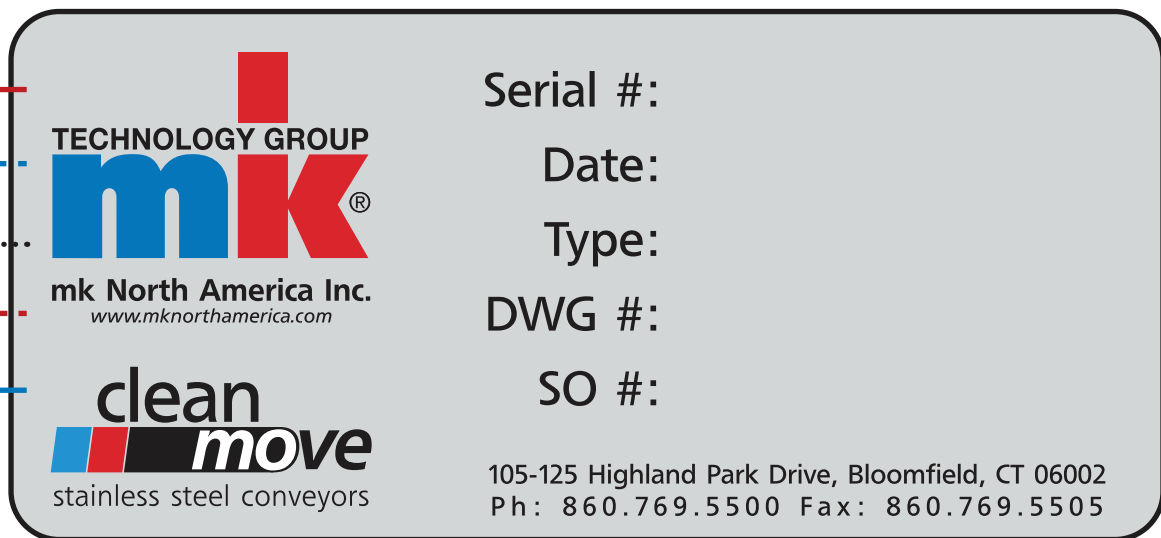 TECHNOLOGY GROUP
mk®
mk North America Inc.
www.mknorthamerica.com
clean
move
stainless steel conveyors
Serial #:
Date:
Type:
DWG #:
SO #:
105-125 Highland Park Drive, Bloomfield, CT 06002
Ph: 860.769.5500 Fax: 860.769.5505